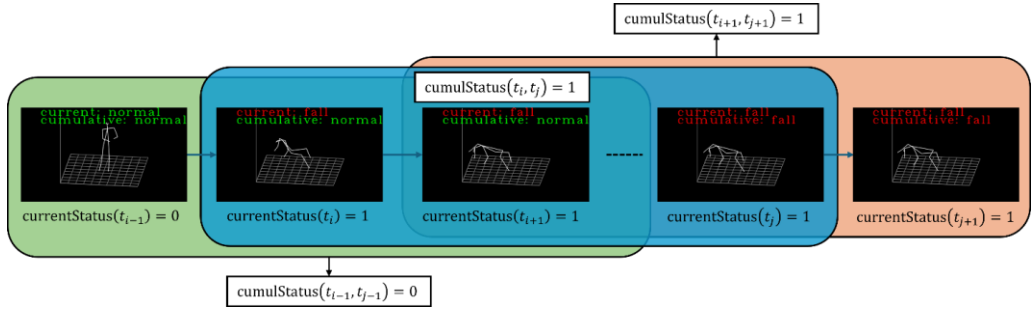 cumulStatus(t_{i+1}, t_{j+1}) = 1
cumulStatus(t_i, t_j) = 1
current: normal
cumulative: normal
current: fall
cumulative: normal
current: fall
cumulative: normal
current: fall
cumulative: fall
current: fall
cumulative: fall
currentStatus(t_{i−1}) = 0
currentStatus(t_i) = 1
currentStatus(t_{i+1}) = 1
currentStatus(t_j) = 1
currentStatus(t_{j+1}) = 1
cumulStatus(t_{i−1}, t_{j−1}) = 0